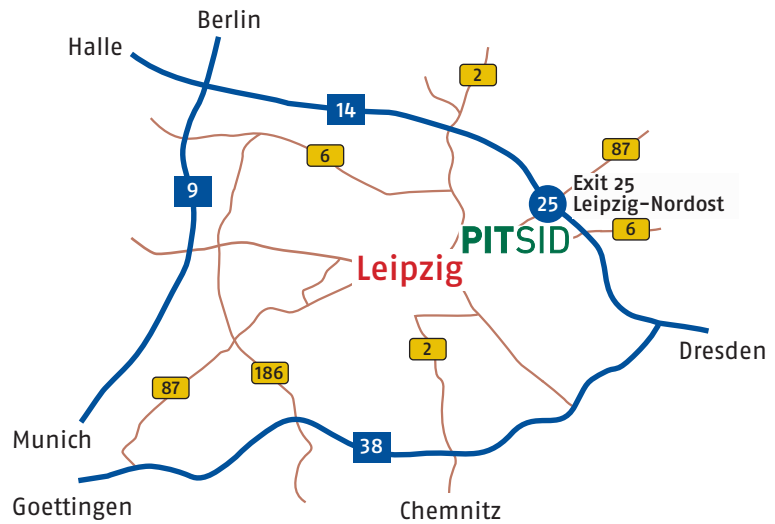 Berlin
Halle
2
14
87
6
Exit 25
9
25
Leipzig-Nordost
6
PITSID
Leipzig
Dresden
2
186
87
Munich
38
Goettingen
Chemnitz